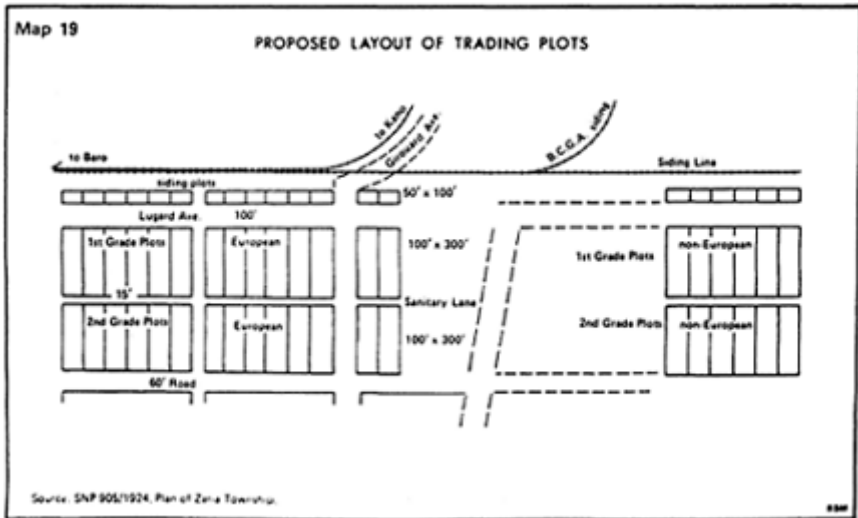 Map 19
PROPOSED LAYOUT OF TRADING PLOTS
to Kano
Girouard Ave.
B.C.G.A. siding
to Baro
Siding Line
siding plots
50' x 100'
Lugard Ave. 100'
1st Grade Plots
European
100' x 300'
1st Grade Plots
non-European
15'
Sanitary Lane
2nd Grade Plots
European
100' x 300'
2nd Grade Plots
non-European
60' Road
Source: SNP 905/1924, Plan of Zaria Township.